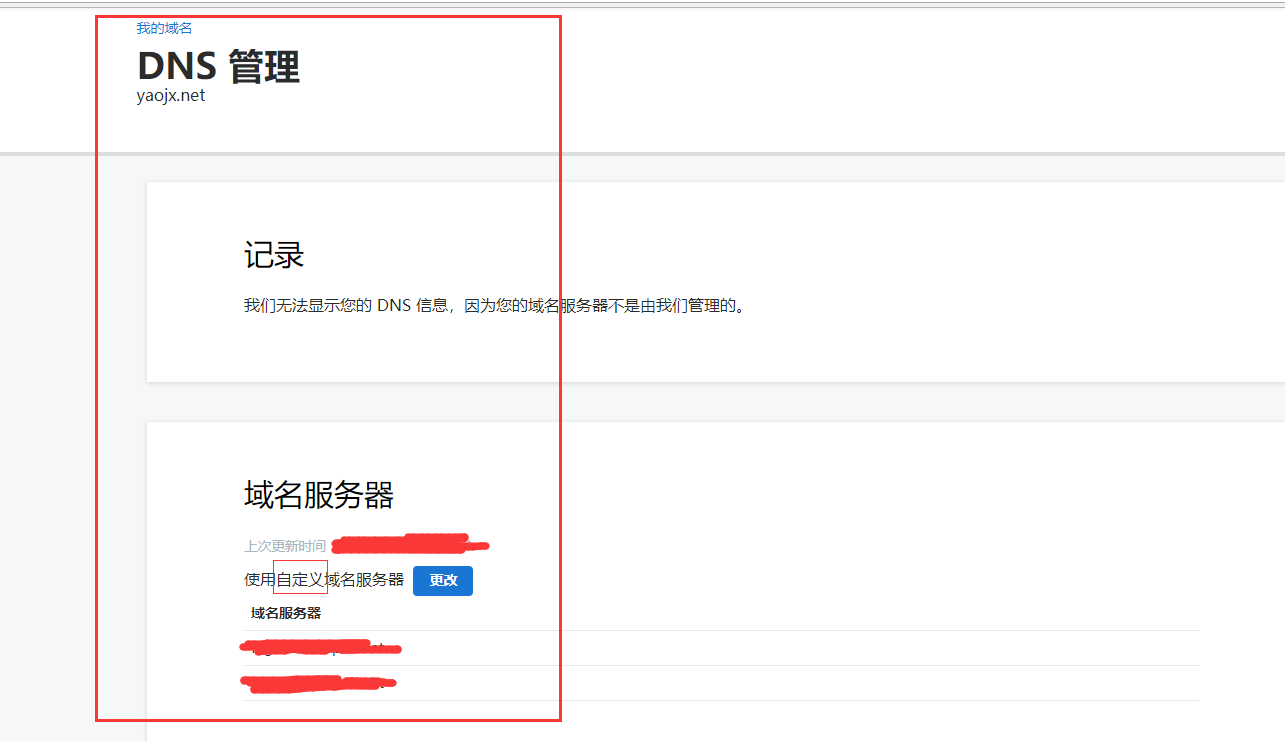 我的域名
DNS 管理
yaojx.net
记录
我们无法显示您的 DNS 信息，因为您的域名服务器不是由我们管理的。
域名服务器
上次更新时间
使用自定义域名服务器 更改
域名服务器